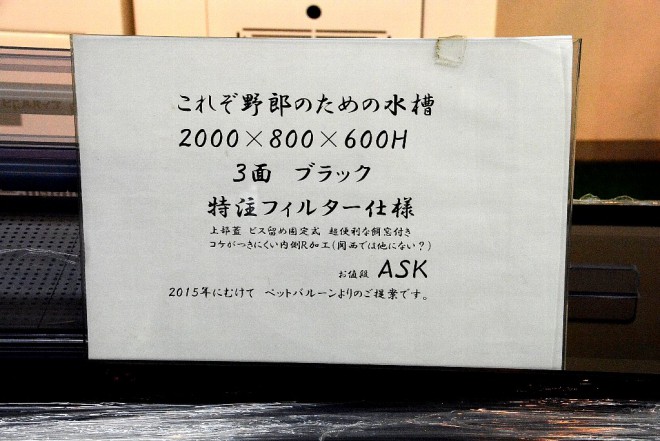 これぞ野郎のための水槽
2000×800×600H
3面 ブラック
特注フィルター仕様
上部蓋 ビス留め固定式 超便利な餌窓付き
コケがつきにくい内側R加工(関西では他にない?)
お値段 ASK
2015年にむけて ペットバルーンよりのご提案です。